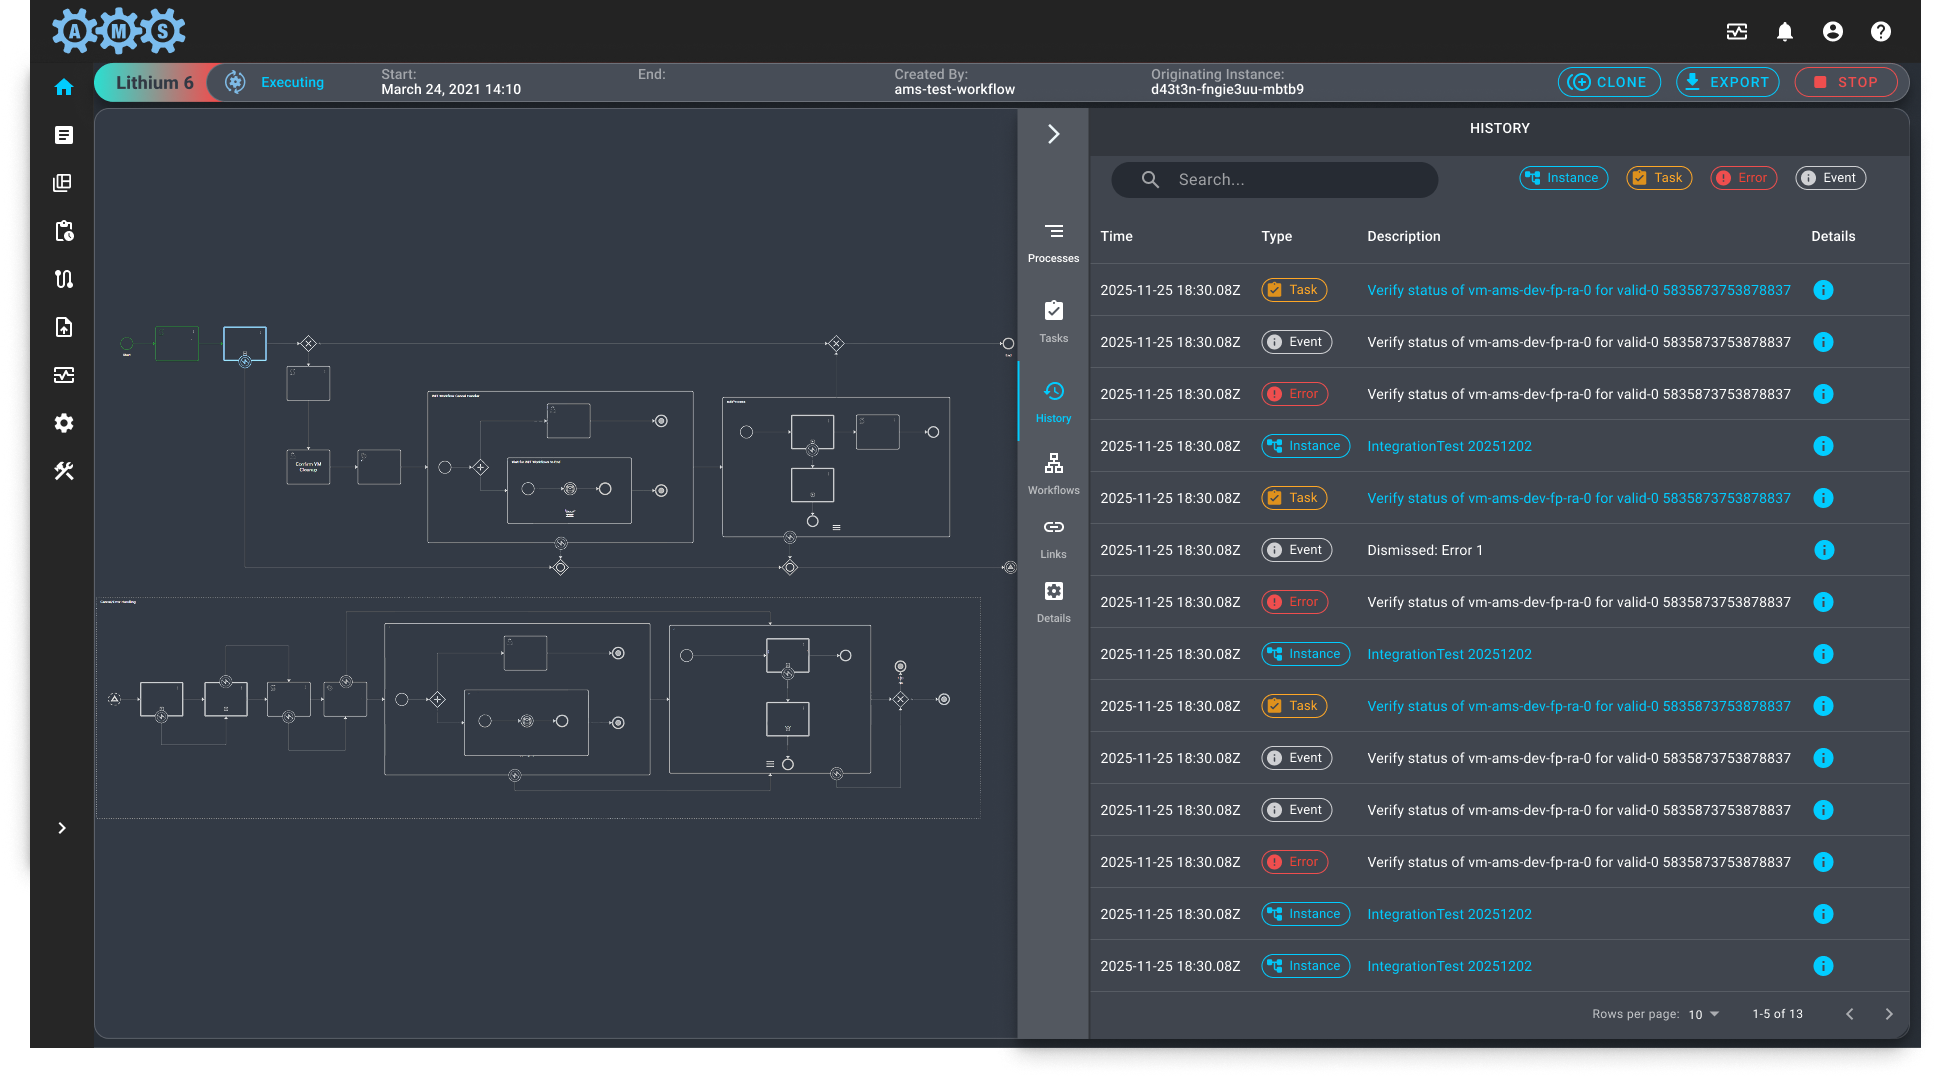 AMS
Lithium 6
Executing
Start:
March 24, 2021 14:10
End:
Created By:
ams-test-workflow
Originating Instance:
d43t3n-fngie3uu-mbtb9
CLONE
EXPORT
STOP
Start
Confirm VM
Cleanup
End
Cancel/Error Handling
Processes
Tasks
History
Workflows
Links
Details
HISTORY
Search...
Instance
Task
Error
Event
Time Type Description Details
2025-11-25 18:30.08Z Task Verify status of vm-ams-dev-fp-ra-0 for valid-0 5835873753878837
2025-11-25 18:30.08Z Event Verify status of vm-ams-dev-fp-ra-0 for valid-0 5835873753878837
2025-11-25 18:30.08Z Error Verify status of vm-ams-dev-fp-ra-0 for valid-0 5835873753878837
2025-11-25 18:30.08Z Instance IntegrationTest 20251202
2025-11-25 18:30.08Z Task Verify status of vm-ams-dev-fp-ra-0 for valid-0 5835873753878837
2025-11-25 18:30.08Z Event Dismissed: Error 1
2025-11-25 18:30.08Z Error Verify status of vm-ams-dev-fp-ra-0 for valid-0 5835873753878837
2025-11-25 18:30.08Z Instance IntegrationTest 20251202
2025-11-25 18:30.08Z Task Verify status of vm-ams-dev-fp-ra-0 for valid-0 5835873753878837
2025-11-25 18:30.08Z Event Verify status of vm-ams-dev-fp-ra-0 for valid-0 5835873753878837
2025-11-25 18:30.08Z Event Verify status of vm-ams-dev-fp-ra-0 for valid-0 5835873753878837
2025-11-25 18:30.08Z Error Verify status of vm-ams-dev-fp-ra-0 for valid-0 5835873753878837
2025-11-25 18:30.08Z Instance IntegrationTest 20251202
2025-11-25 18:30.08Z Instance IntegrationTest 20251202
Rows per page: 10 1-5 of 13